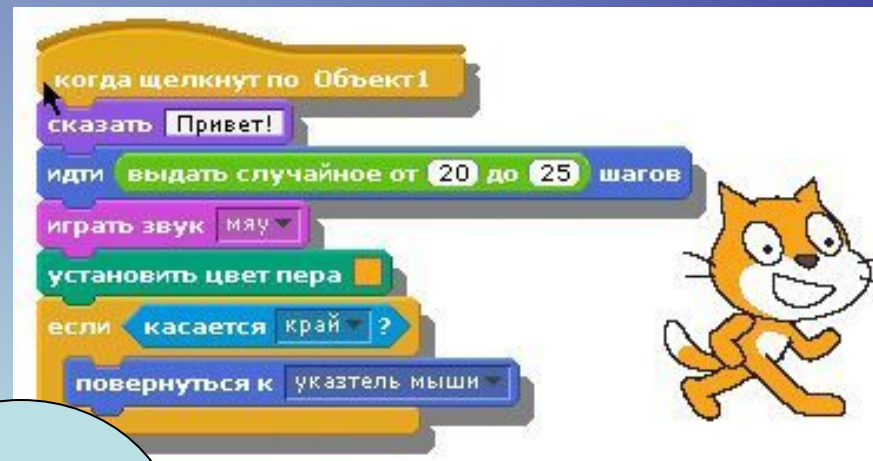 когда щелкнут по Объект1
сказать Привет!
идти выдать случайное от 20 до 25 шагов
играть звук мяу
установить цвет пера
если касается край ?
повернуться к указтель мыши